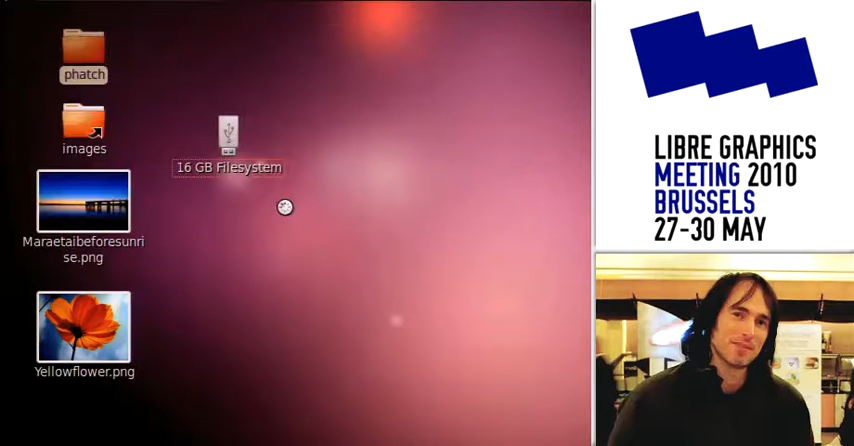 phatch
images
16 GB Filesystem
Maraetaibeforesunri
se.png
Yellowflower.png
LIBRE GRAPHICS
MEETING 2010
BRUSSELS
27-30 MAY